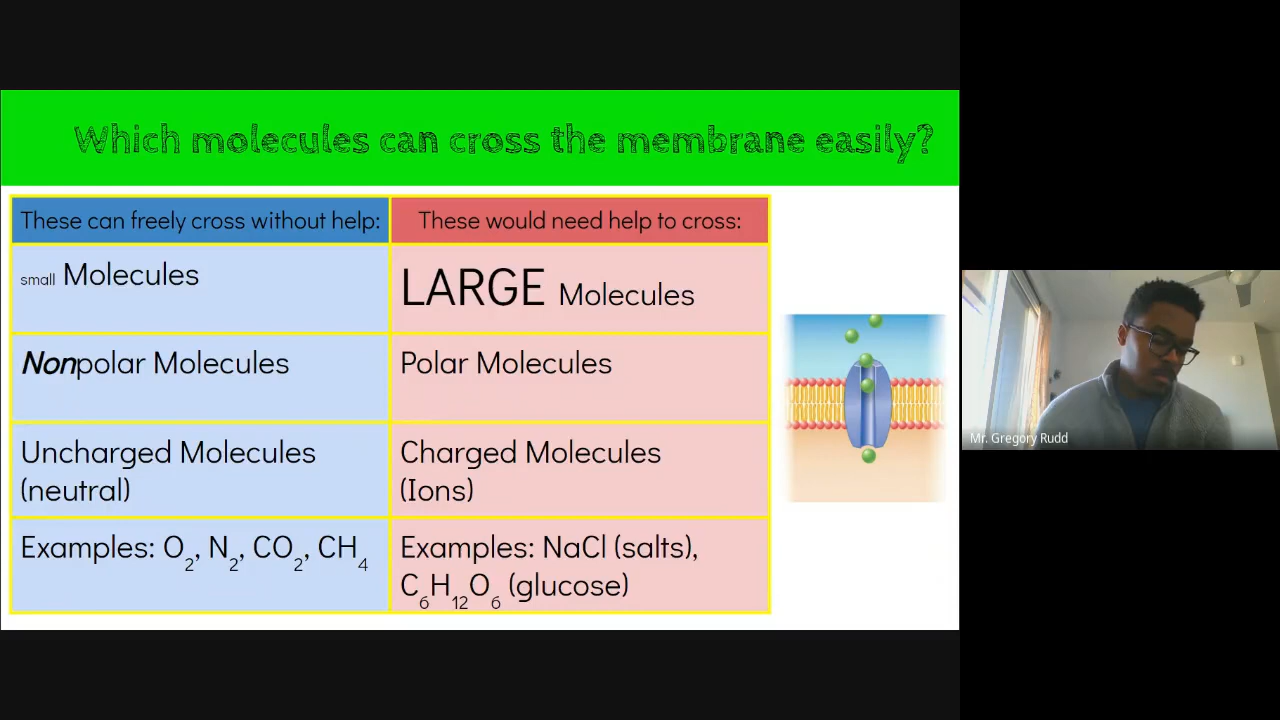 Which molecules can cross the membrane easily?
These can freely cross without help:
These would need help to cross:
small Molecules
LARGE Molecules
Nonpolar Molecules
Polar Molecules
Uncharged Molecules
(neutral)
Charged Molecules
(Ions)
Examples: O2, N2, CO2, CH4
Examples: NaCl (salts),
C6H12O6 (glucose)
Mr. Gregory Rudd